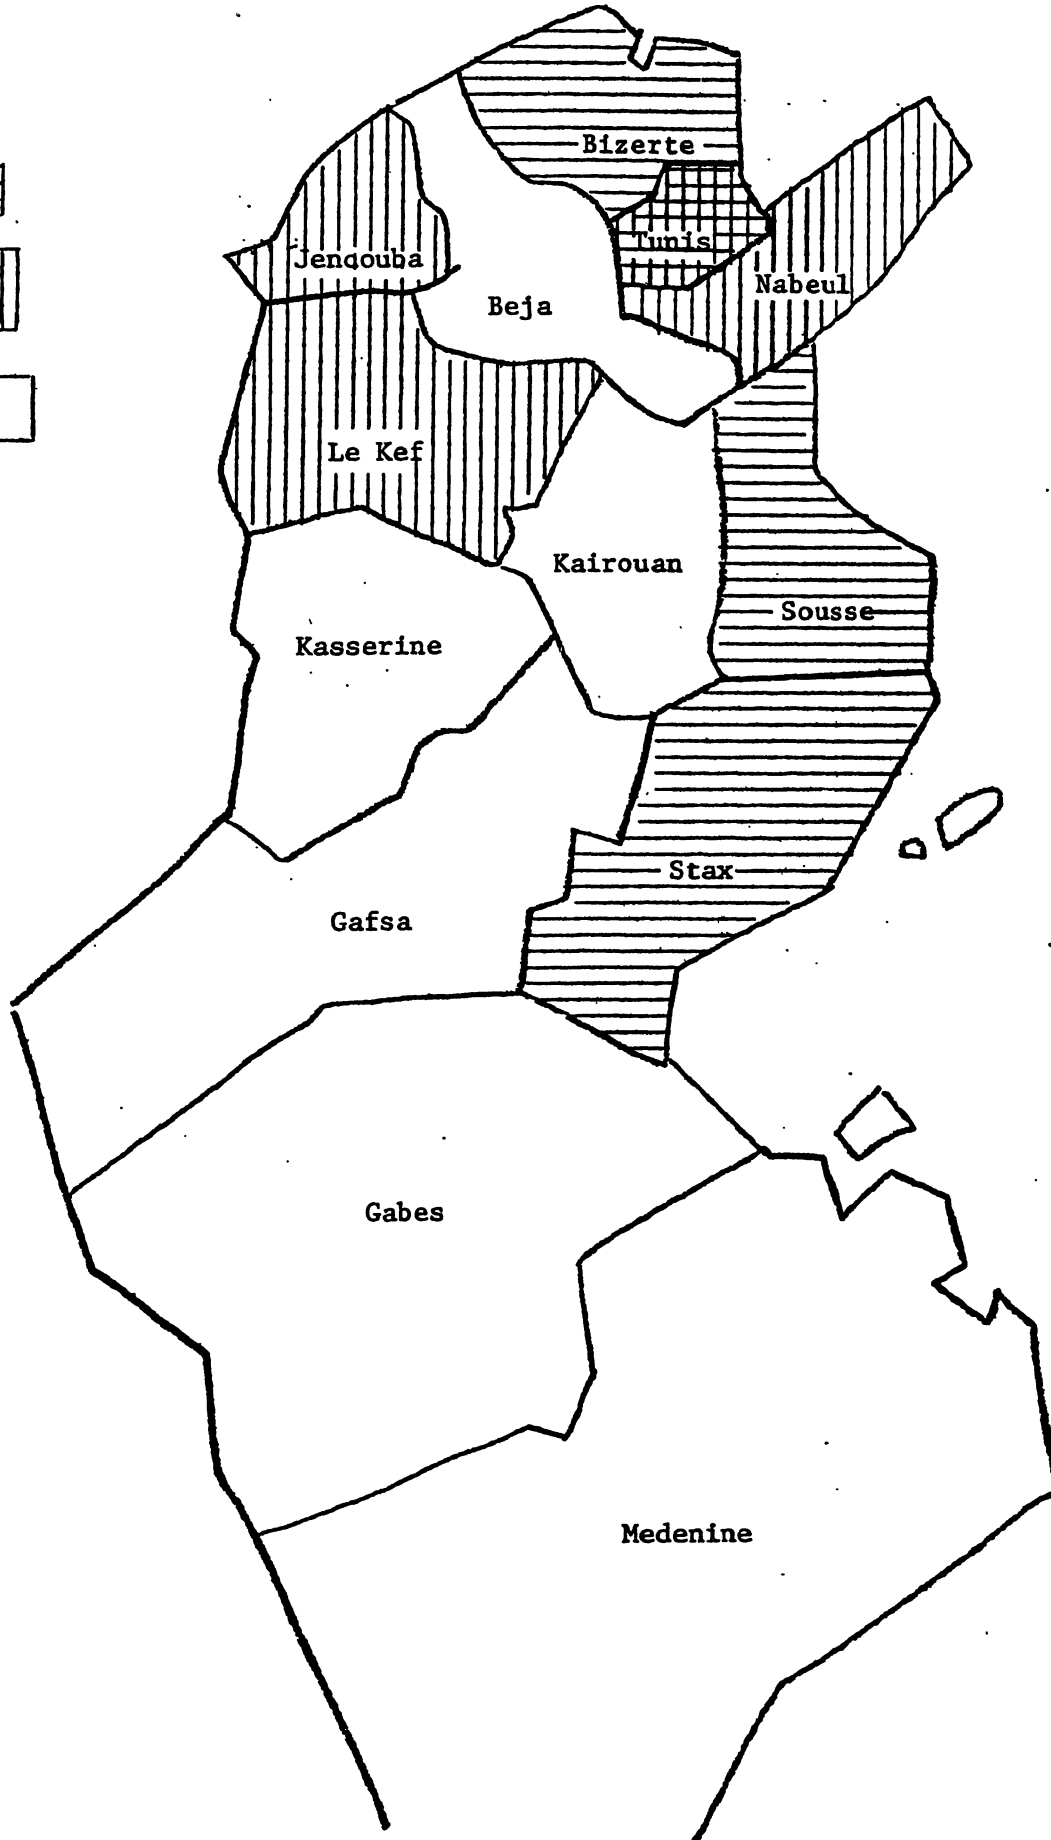 Bizerte
Tunis
Jendouba
Nabeul
Beja
Le Kef
Kairouan
Sousse
Kasserine
Stax
Gafsa
Gabes
Medenine